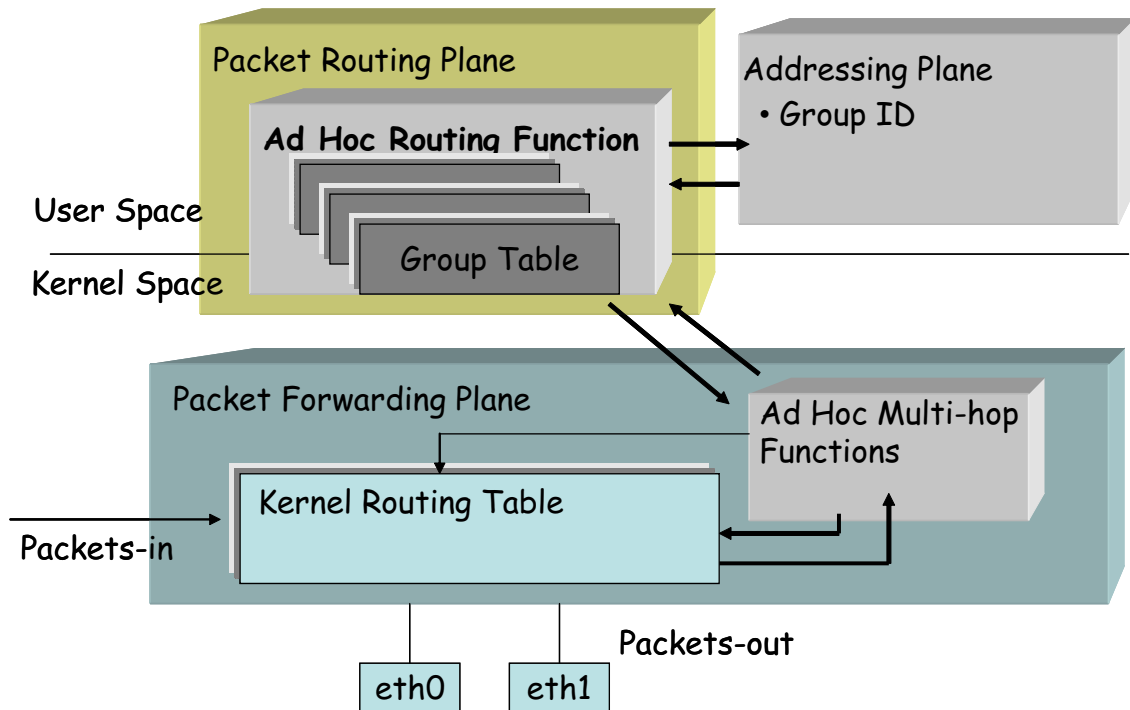 Packet Routing Plane
Addressing Plane
• Group ID
Ad Hoc Routing Function
User Space
Group Table
Kernel Space
Packet Forwarding Plane
Ad Hoc Multi-hop
Functions
Kernel Routing Table
Packets-in
Packets-out
eth0
eth1